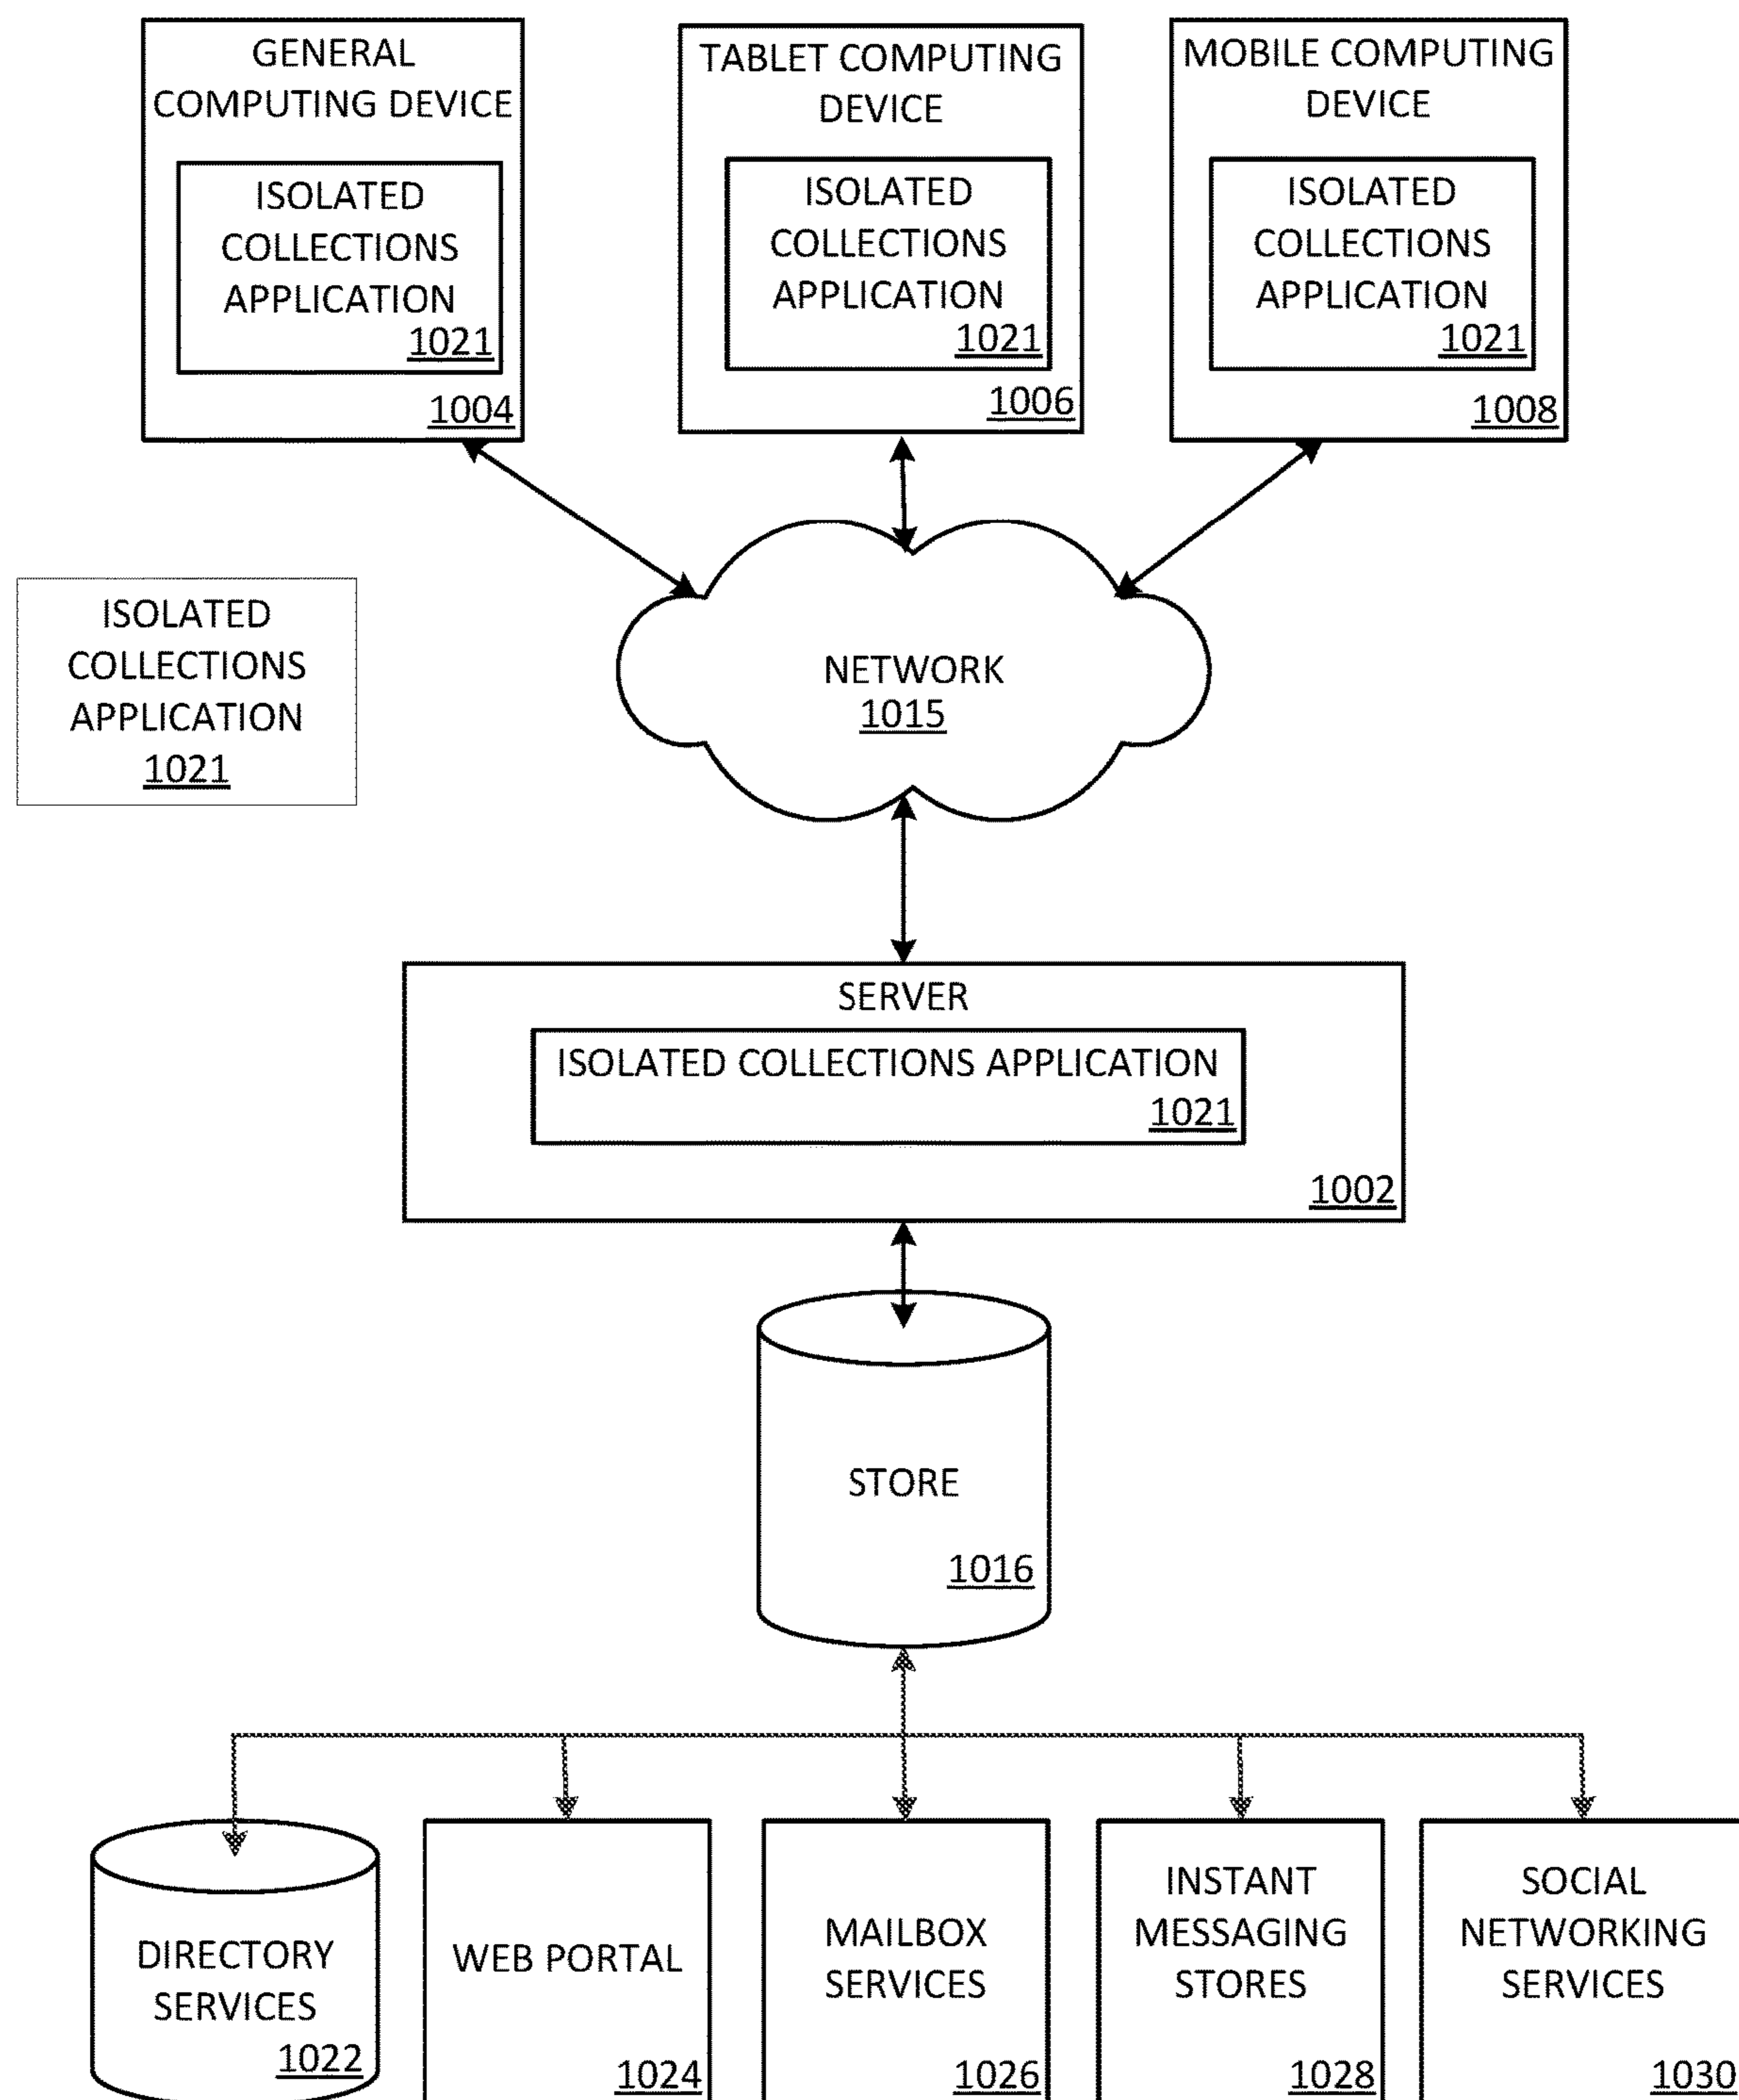 GENERAL
COMPUTING DEVICE
ISOLATED
COLLECTIONS
APPLICATION
1021
1004
TABLET COMPUTING
DEVICE
ISOLATED
COLLECTIONS
APPLICATION
1021
1006
MOBILE COMPUTING
DEVICE
ISOLATED
COLLECTIONS
APPLICATION
1021
1008
ISOLATED
COLLECTIONS
APPLICATION
1021
NETWORK
1015
SERVER
ISOLATED COLLECTIONS APPLICATION
1021
1002
STORE
1016
DIRECTORY
SERVICES
1022
WEB PORTAL
1024
MAILBOX
SERVICES
1026
INSTANT
MESSAGING
STORES
1028
SOCIAL
NETWORKING
SERVICES
1030